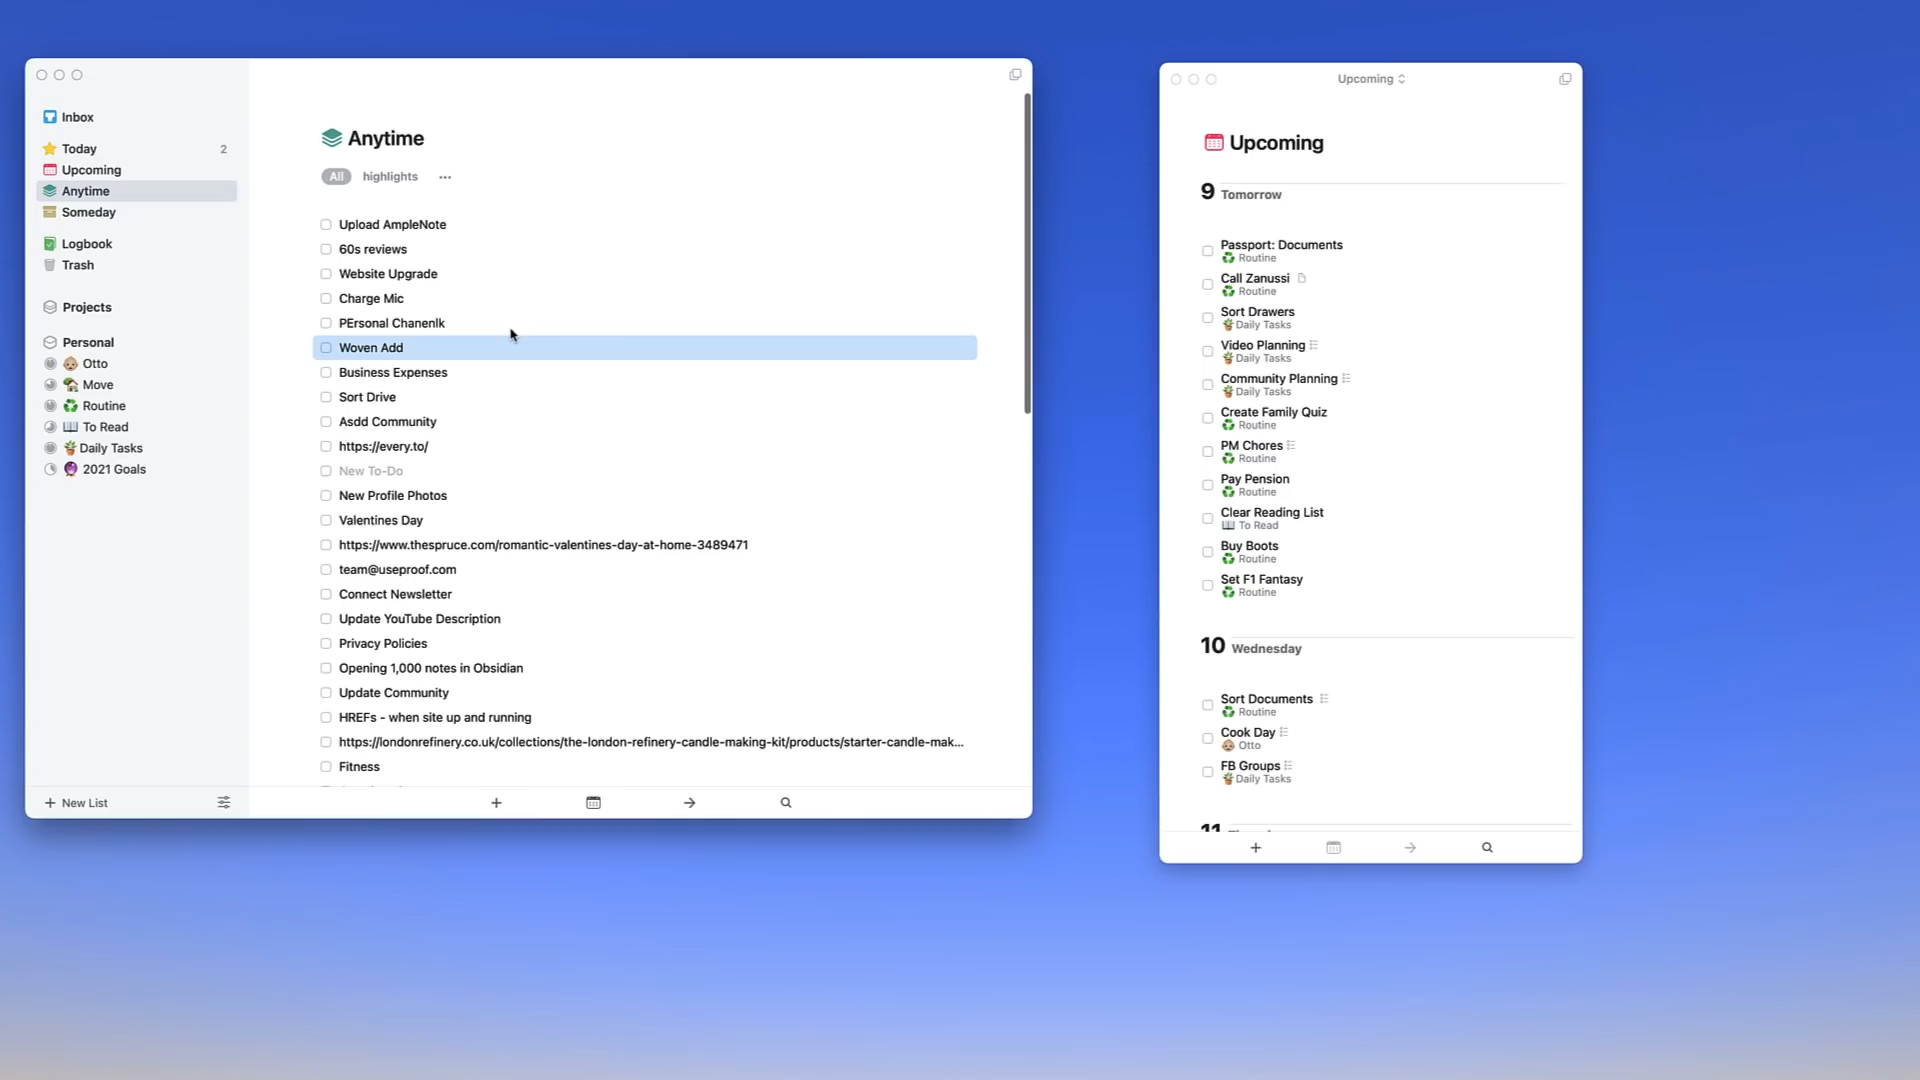 Inbox
Today 2
Upcoming
Anytime
Someday
Logbook
Trash
Projects
Personal
Otto
Move
Routine
To Read
Daily Tasks
2021 Goals
New List
Anytime
All highlights ...
Upload AmpleNote
60s reviews
Website Upgrade
Charge Mic
PErsonal Chanenlk
Woven Add
Business Expenses
Sort Drive
Asdd Community
https://every.to/
New To-Do
New Profile Photos
Valentines Day
https://www.thespruce.com/romantic-valentines-day-at-home-3489471
team@useproof.com
Connect Newsletter
Update YouTube Description
Privacy Policies
Opening 1,000 notes in Obsidian
Update Community
HREFs - when site up and running
https://londonrefinery.co.uk/collections/the-london-refinery-candle-making-kit/products/starter-candle-mak...
Fitness
Upcoming
Upcoming
9 Tomorrow
Passport: Documents
Routine
Call Zanussi
Routine
Sort Drawers
Daily Tasks
Video Planning
Daily Tasks
Community Planning
Daily Tasks
Create Family Quiz
Routine
PM Chores
Routine
Pay Pension
Routine
Clear Reading List
To Read
Buy Boots
Routine
Set F1 Fantasy
Routine
10 Wednesday
Sort Documents
Routine
Cook Day
Otto
FB Groups
Daily Tasks
11